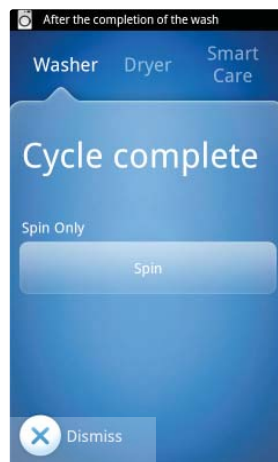 After the completion of the wash
Washer
Dryer
Smart
Care
Cycle complete
Spin Only
Spin
Dismiss